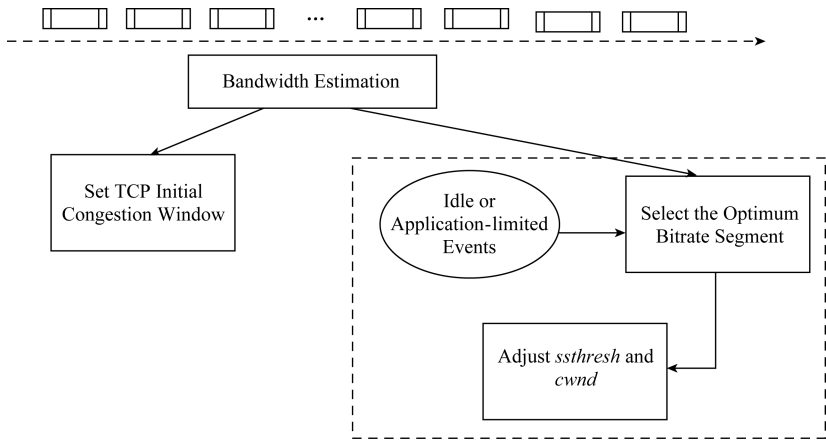 ...
Bandwidth Estimation
Set TCP Initial
Congestion Window
Idle or
Application-limited
Events
Select the Optimum
Bitrate Segment
Adjust ssthresh and
cwnd